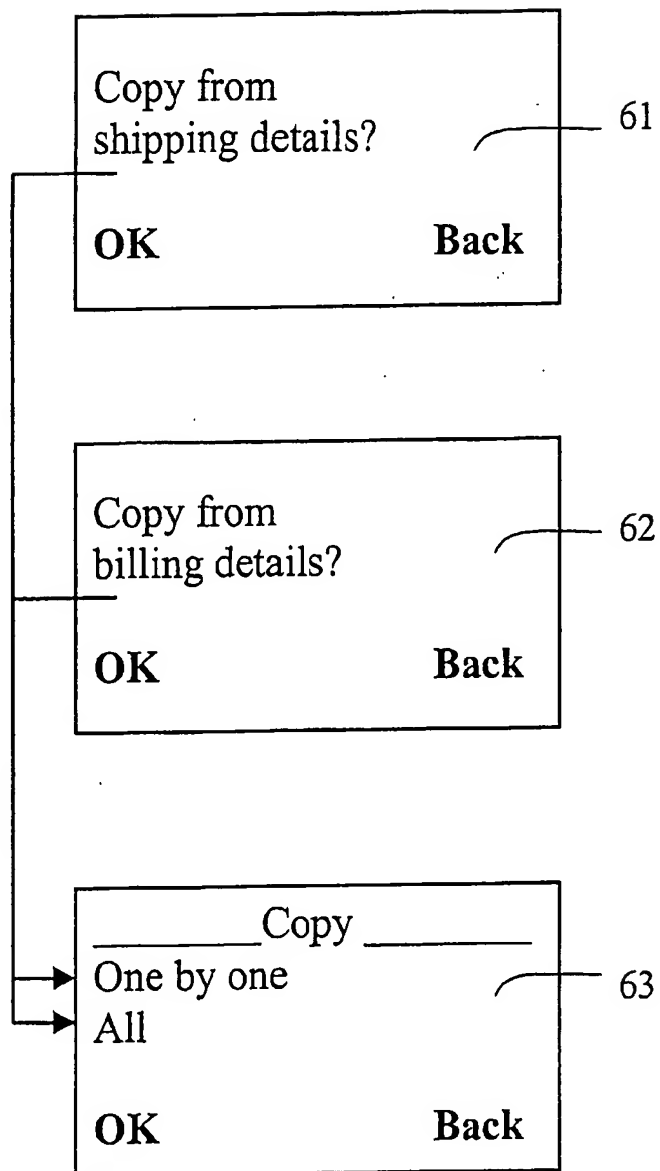 Copy from
shipping details?
61
OK Back
Copy from
billing details?
62
OK Back
Copy
One by one
63
All
OK Back